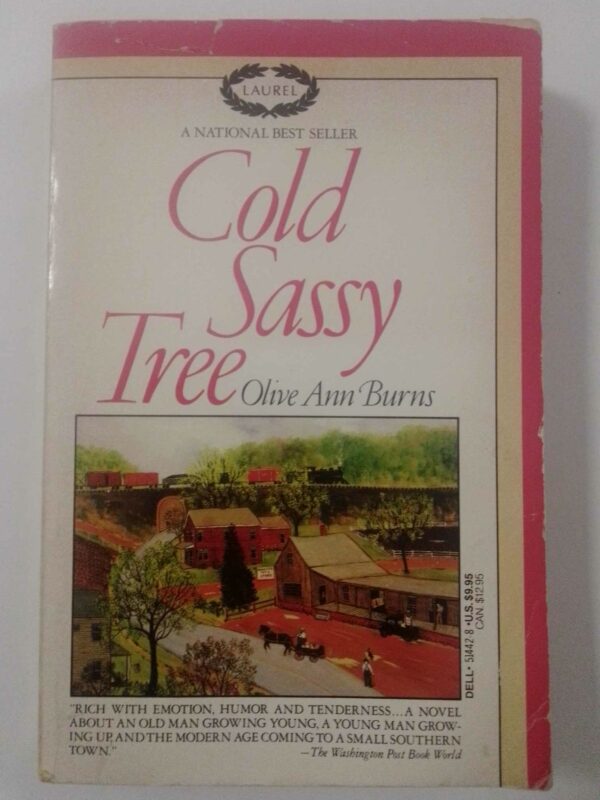 LAUREL
A NATIONAL BEST SELLER
Cold
Sassy
Tree
Olive Ann Burns
DELL • 51442-8 • U.S. $9.95
CAN. $12.95
"RICH WITH EMOTION, HUMOR AND TENDERNESS...A NOVEL
ABOUT AN OLD MAN GROWING YOUNG, A YOUNG MAN GROW-
ING UP, AND THE MODERN AGE COMING TO A SMALL SOUTHERN
TOWN."
—The Washington Post Book World